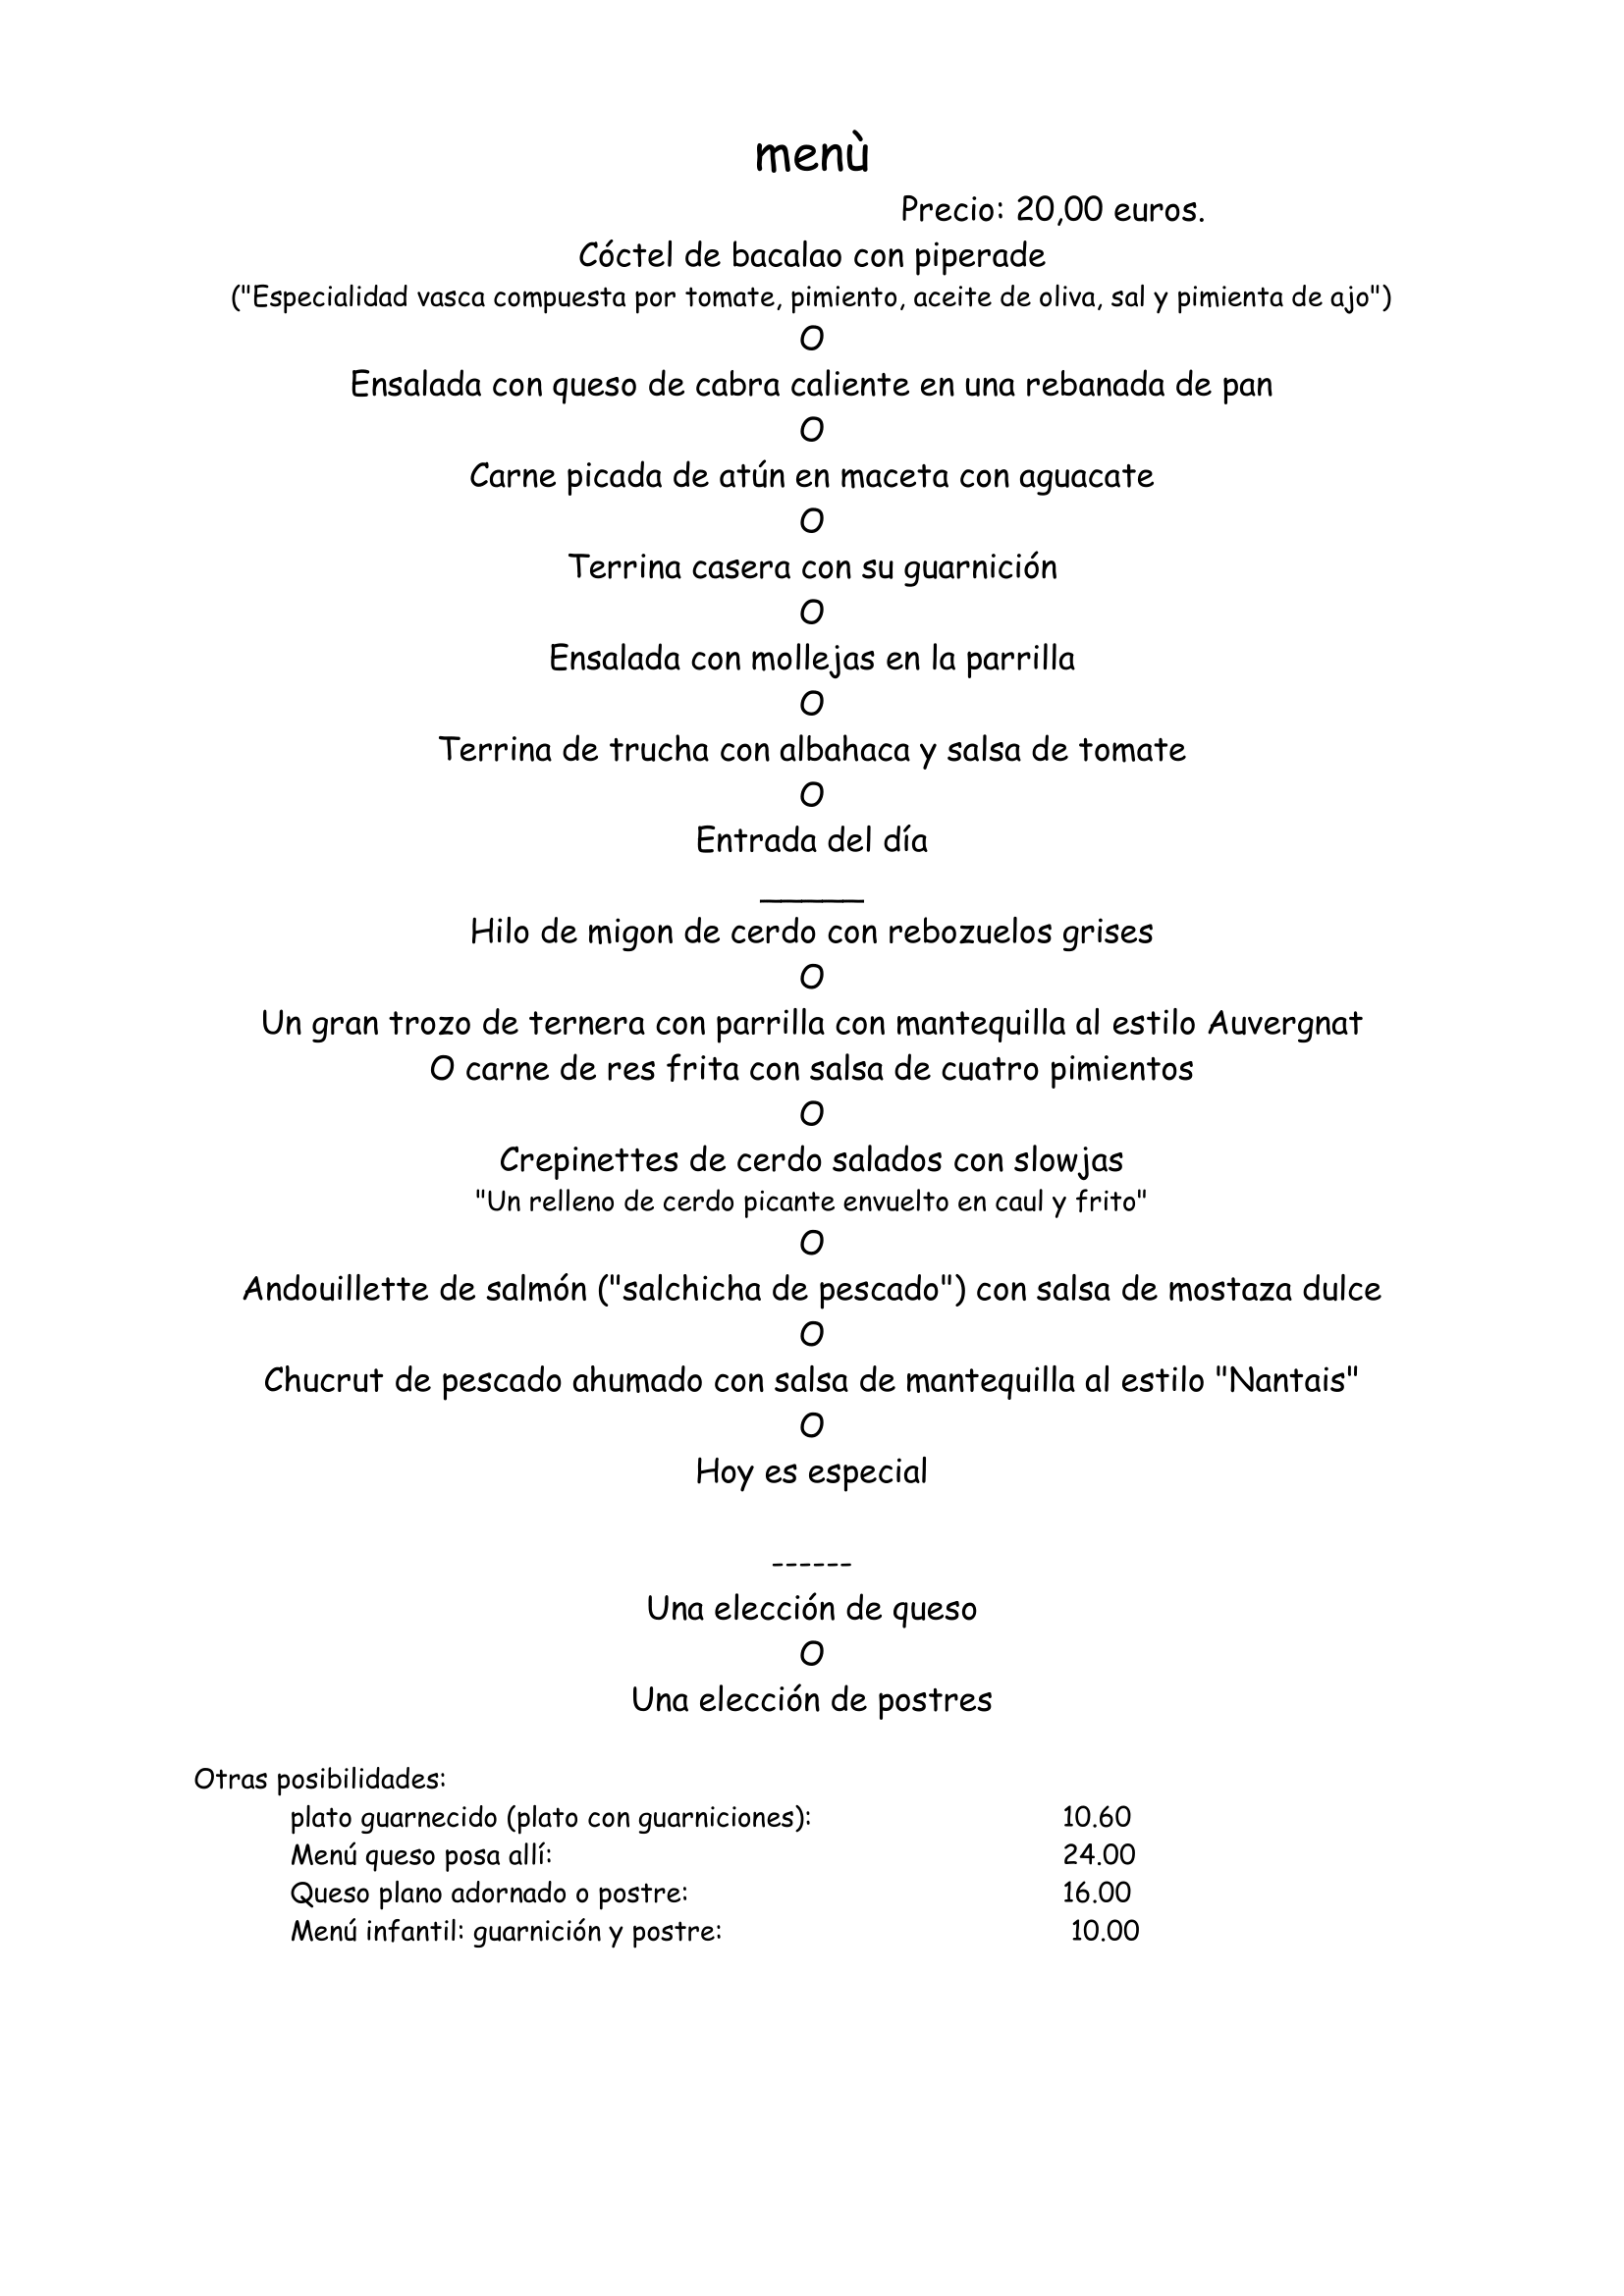 menù
Precio: 20,00 euros.
Cóctel de bacalao con piperade
("Especialidad vasca compuesta por tomate, pimiento, aceite de oliva, sal y pimienta de ajo")
O
Ensalada con queso de cabra caliente en una rebanada de pan
O
Carne picada de atún en maceta con aguacate
O
Terrina casera con su guarnición
O
Ensalada con mollejas en la parrilla
O
Terrina de trucha con albahaca y salsa de tomate
O
Entrada del día
_____
Hilo de migon de cerdo con rebozuelos grises
O
Un gran trozo de ternera con parrilla con mantequilla al estilo Auvergnat
O carne de res frita con salsa de cuatro pimientos
O
Crepinettes de cerdo salados con slowjas
"Un relleno de cerdo picante envuelto en caul y frito"
O
Andouillette de salmón ("salchicha de pescado") con salsa de mostaza dulce
O
Chucrut de pescado ahumado con salsa de mantequilla al estilo "Nantais"
O
Hoy es especial
------
Una elección de queso
O
Una elección de postres
Otras posibilidades:
plato guarnecido (plato con guarniciones): 10.60
Menú queso posa allí: 24.00
Queso plano adornado o postre: 16.00
Menú infantil: guarnición y postre: 10.00